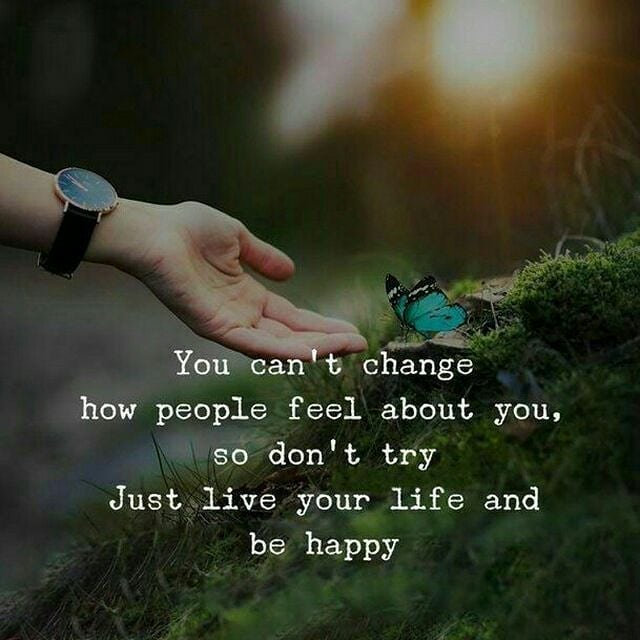 You can't change
how people feel about you,
so don't try
Just live your life and
be happy